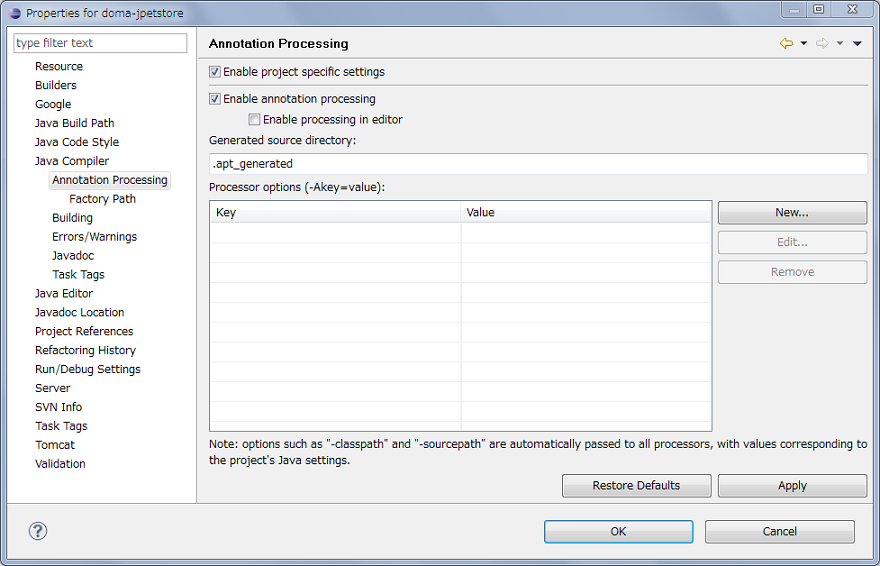 Properties for doma-jpetstore
type filter text
Resource
Builders
Google
Java Build Path
Java Code Style
Java Compiler
Annotation Processing
Factory Path
Building
Errors/Warnings
Javadoc
Task Tags
Java Editor
Javadoc Location
Project References
Refactoring History
Run/Debug Settings
Server
SVN Info
Task Tags
Tomcat
Validation
Annotation Processing
Enable project specific settings
Enable annotation processing
Enable processing in editor
Generated source directory:
.apt_generated
Processor options (-Akey=value):
Key Value
New...
Edit...
Remove
Note: options such as "-classpath" and "-sourcepath" are automatically passed to all processors, with values corresponding to
the project's Java settings.
Restore Defaults Apply
? OK Cancel